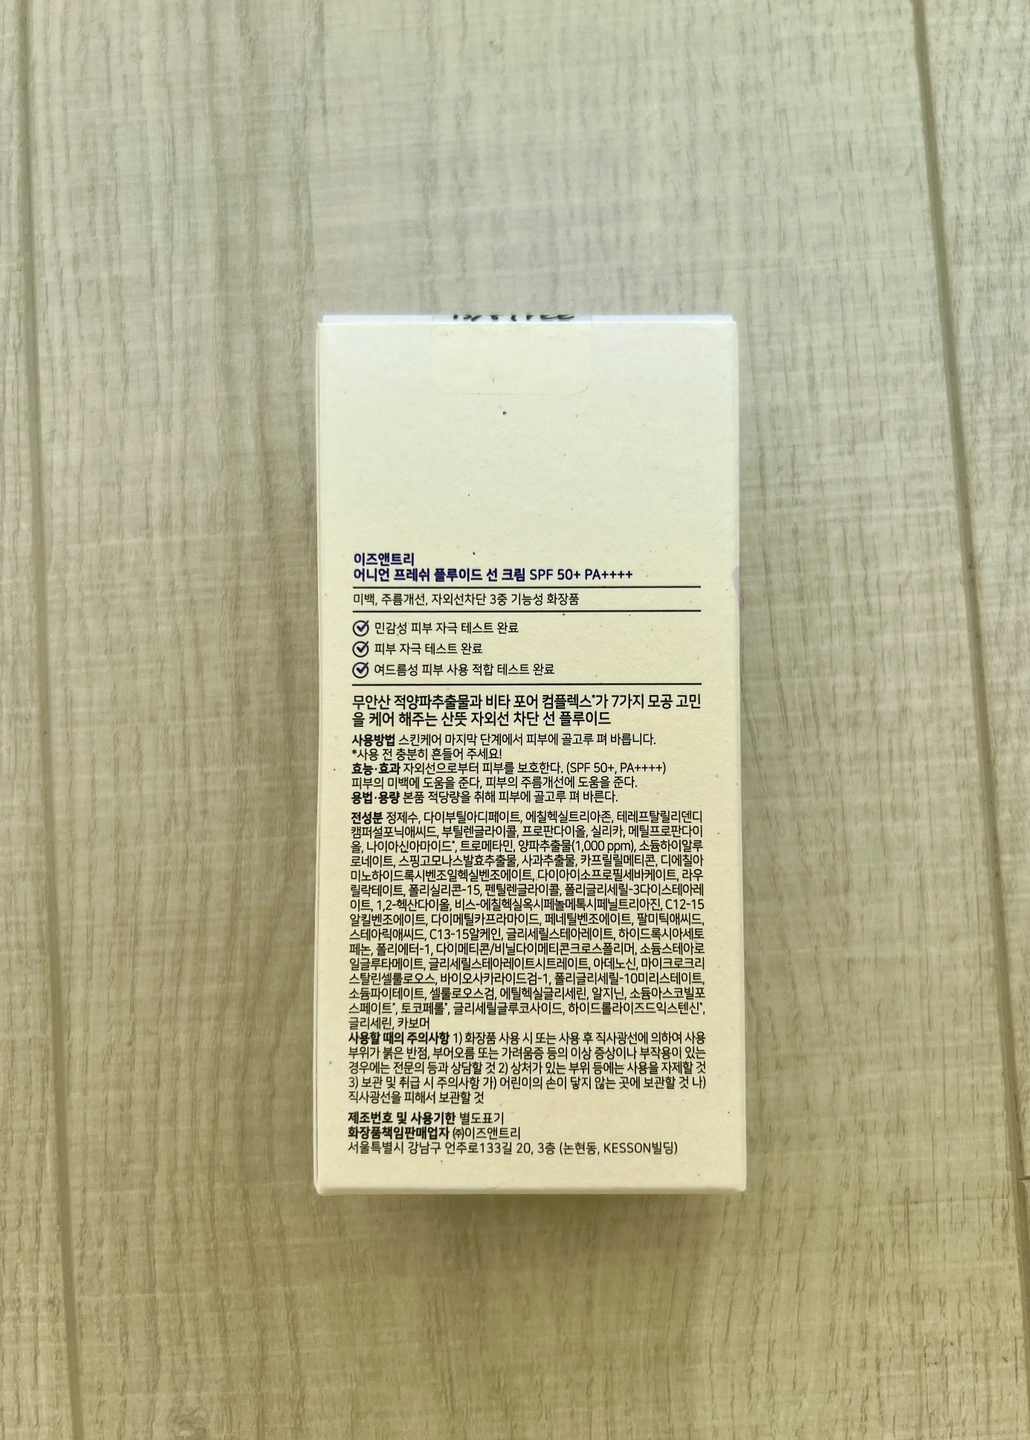 이즈앤트리
어니언 프레쉬 플루이드 선 크림 SPF 50+ PA++++
미백, 주름개선, 자외선차단 3중 기능성 화장품
민감성 피부 자극 테스트 완료
피부 자극 테스트 완료
여드름성 피부 사용 적합 테스트 완료
무안산 적양파추출물과 비타 포어 컴플렉스*가 7가지 모공 고민
을 케어 해주는 산뜻 자외선 차단 선 플루이드
사용방법 스킨케어 마지막 단계에서 피부에 골고루 펴 바릅니다.
*사용 전 충분히 흔들어 주세요!
효능·효과 자외선으로부터 피부를 보호한다. (SPF 50+, PA++++)
피부의 미백에 도움을 준다, 피부의 주름개선에 도움을 준다.
용법·용량 본품 적당량을 취해 피부에 골고루 펴 바른다.
전성분 정제수, 다이부틸아디페이트, 에칠헥실트리아존, 테레프탈릴리덴디
캠퍼설포닉애씨드, 부틸렌글라이콜, 프로판다이올, 실리카, 메틸프로판다이
올, 나이아신아마이드*, 트로메타민, 양파추출물(1,000 ppm), 소듐하이알루
로네이트, 스핑고모나스발효추출물, 사과추출물, 카프릴릴메티콘, 디에칠아
미노하이드록시벤조일헥실벤조에이트, 다이아이소프로필세바케이트, 라우
릴락테이트, 폴리실리콘-15, 펜틸렌글라이콜, 폴리글리세릴-3다이스테아레
이트, 1,2-헥산다이올, 비스-에칠헥실옥시페놀메톡시페닐트리아진, C12-15
알킬벤조에이트, 다이메틸카프라마이드, 페네틸벤조에이트, 팔미틱애씨드,
스테아릭애씨드, C13-15알케인, 글리세릴스테아레이트, 하이드록시아세토
페논, 폴리에터-1, 다이메티콘/비닐다이메티콘크로스폴리머, 소듐스테아로
일글루타메이트, 글리세릴스테아레이트시트레이트, 아데노신, 마이크로크리
스탈린셀룰로오스, 바이오사카라이드검-1, 폴리글리세릴-10미리스테이트,
소듐파이테이트, 셀룰로오스검, 에틸헥실글리세린, 알지닌, 소듐아스코빌포
스페이트*, 토코페롤*, 글리세릴글루코사이드, 하이드롤라이즈드익스텐신*,
글리세린, 카보머
사용할 때의 주의사항 1) 화장품 사용 시 또는 사용 후 직사광선에 의하여 사용
부위가 붉은 반점, 부어오름 또는 가려움증 등의 이상 증상이나 부작용이 있는
경우에는 전문의 등과 상담할 것 2) 상처가 있는 부위 등에는 사용을 자제할 것
3) 보관 및 취급 시 주의사항 가) 어린이의 손이 닿지 않는 곳에 보관할 것 나)
직사광선을 피해서 보관할 것
제조번호 및 사용기한 별도표기
화장품책임판매업자 ㈜이즈앤트리
서울특별시 강남구 언주로133길 20, 3층 (논현동, KESSON빌딩)